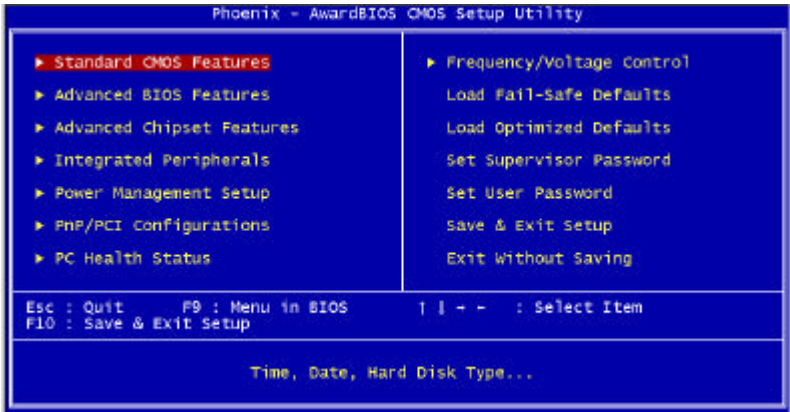 Phoenix - AwardBIOS CMOS Setup Utility
▶ Standard CMOS Features
▶ Advanced BIOS Features
▶ Advanced Chipset Features
▶ Integrated Peripherals
▶ Power Management Setup
▶ PnP/PCI Configurations
▶ PC Health Status
▶ Frequency/Voltage Control
Load Fail-Safe Defaults
Load Optimized Defaults
Set Supervisor Password
Set User Password
Save & Exit Setup
Exit Without Saving
Esc : Quit F9 : Menu in BIOS ↑ ↓ → ← : Select Item
F10 : Save & Exit Setup
Time, Date, Hard Disk Type...